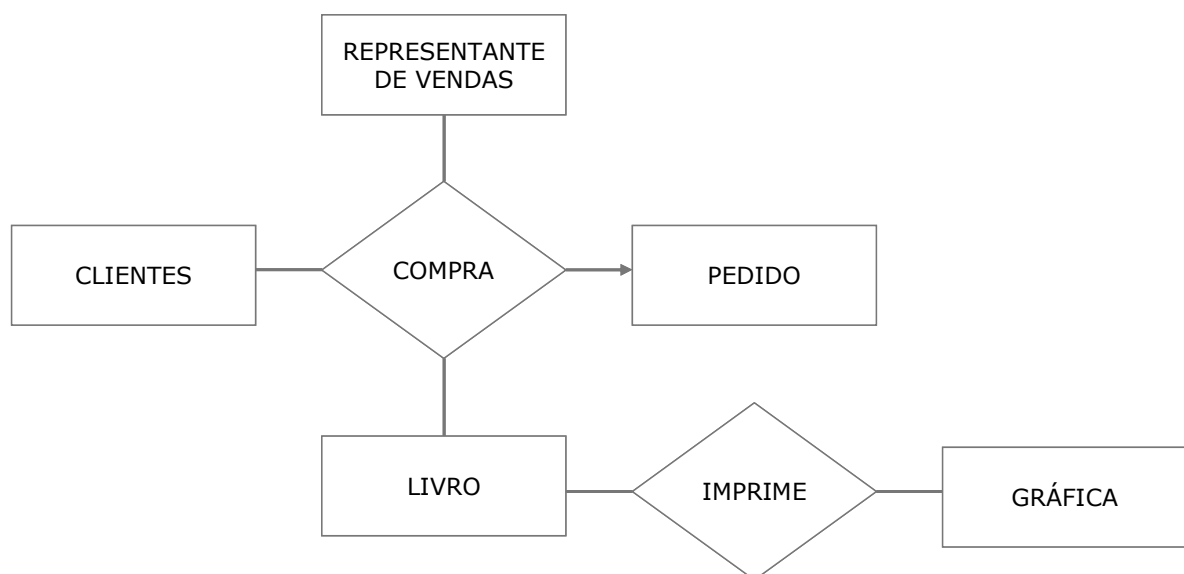 REPRESENTANTE
DE VENDAS
CLIENTES
COMPRA
PEDIDO
LIVRO
IMPRIME
GRÁFICA